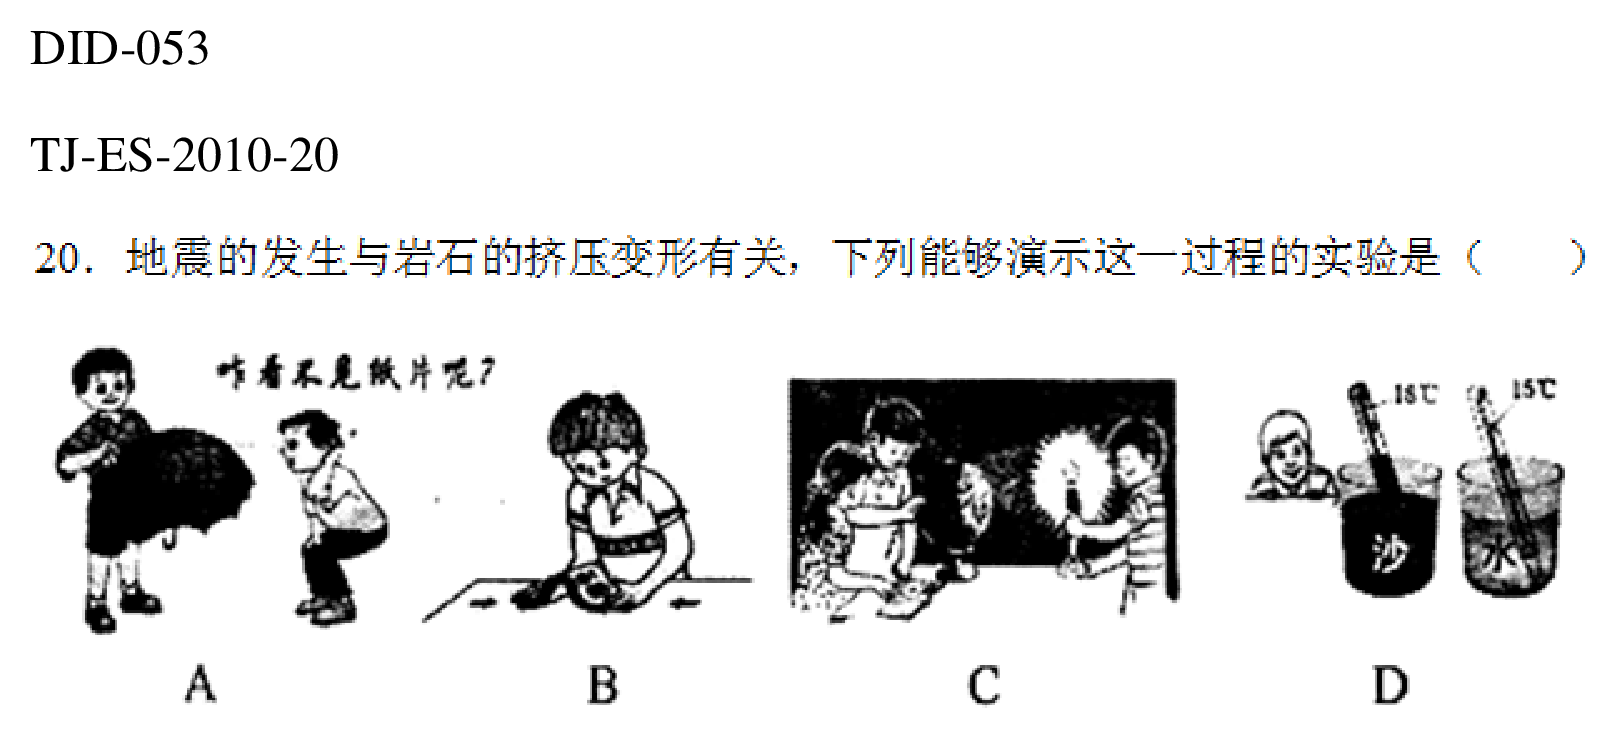 DID-053
TJ-ES-2010-20
20. 地震的发生与岩石的挤压变形有关，下列能够演示这一过程的实验是（　　）
咋看不见纸片呢？
18℃ 15℃
沙 水
A B C D